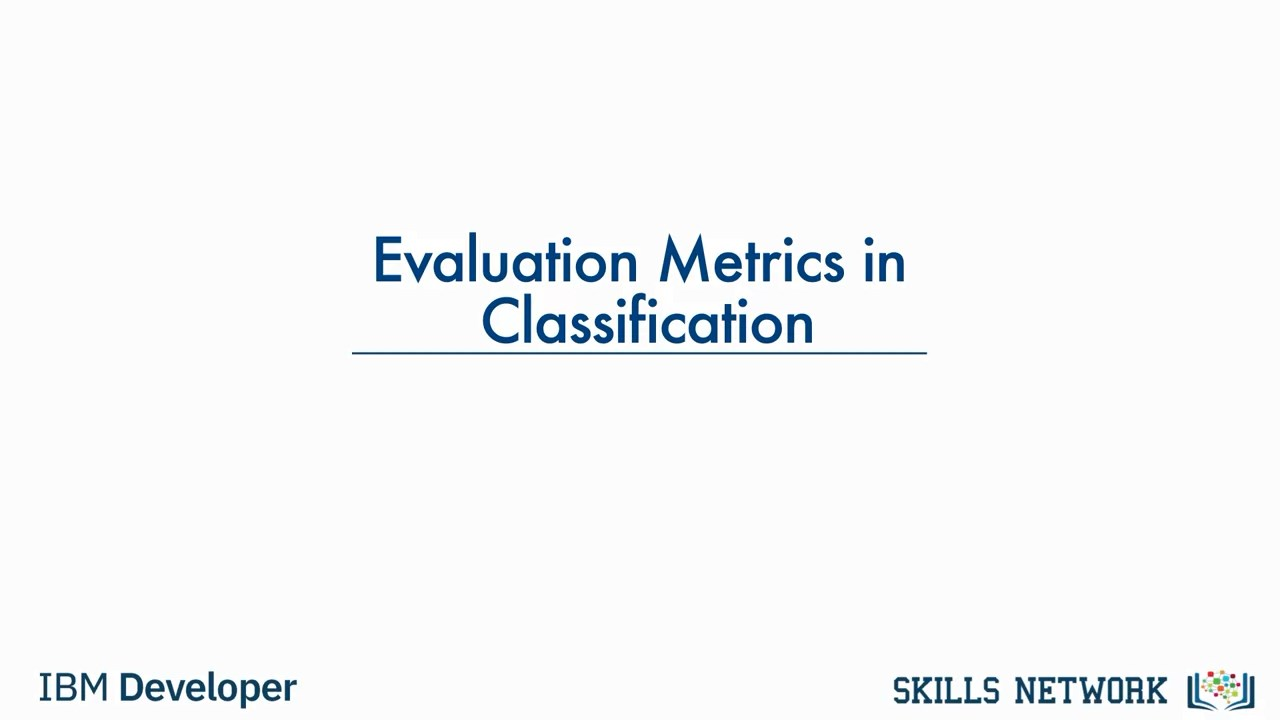 Evaluation Metrics in
Classification
IBM Developer
SKILLS NETWORK